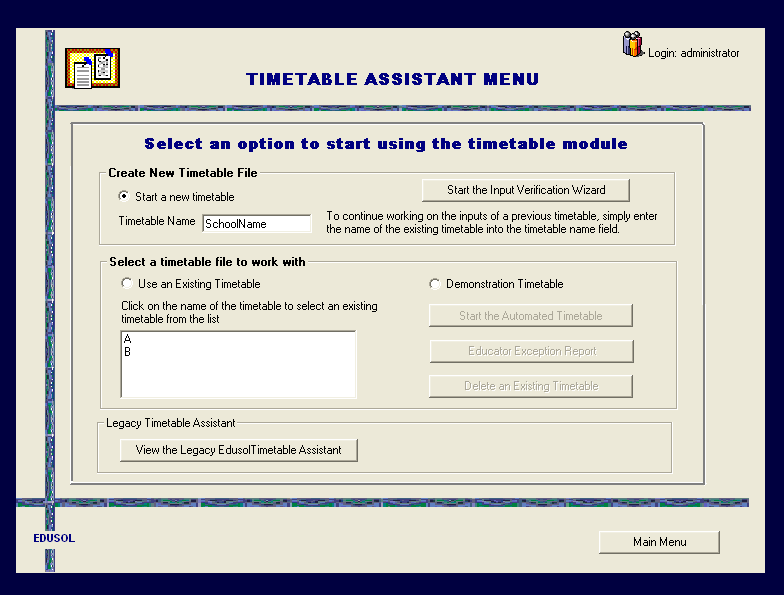 Login: administrator
TIMETABLE ASSISTANT MENU
Select an option to start using the timetable module
Create New Timetable File
Start a new timetable
Start the Input Verification Wizard
Timetable Name
SchoolName
To continue working on the inputs of a previous timetable, simply enter
the name of the existing timetable into the timetable name field.
Select a timetable file to work with
Use an Existing Timetable
Demonstration Timetable
Click on the name of the timetable to select an existing
timetable from the list
A
B
Start the Automated Timetable
Educator Exception Report
Delete an Existing Timetable
Legacy Timetable Assistant
View the Legacy EdusolTimetable Assistant
EDUSOL
Main Menu